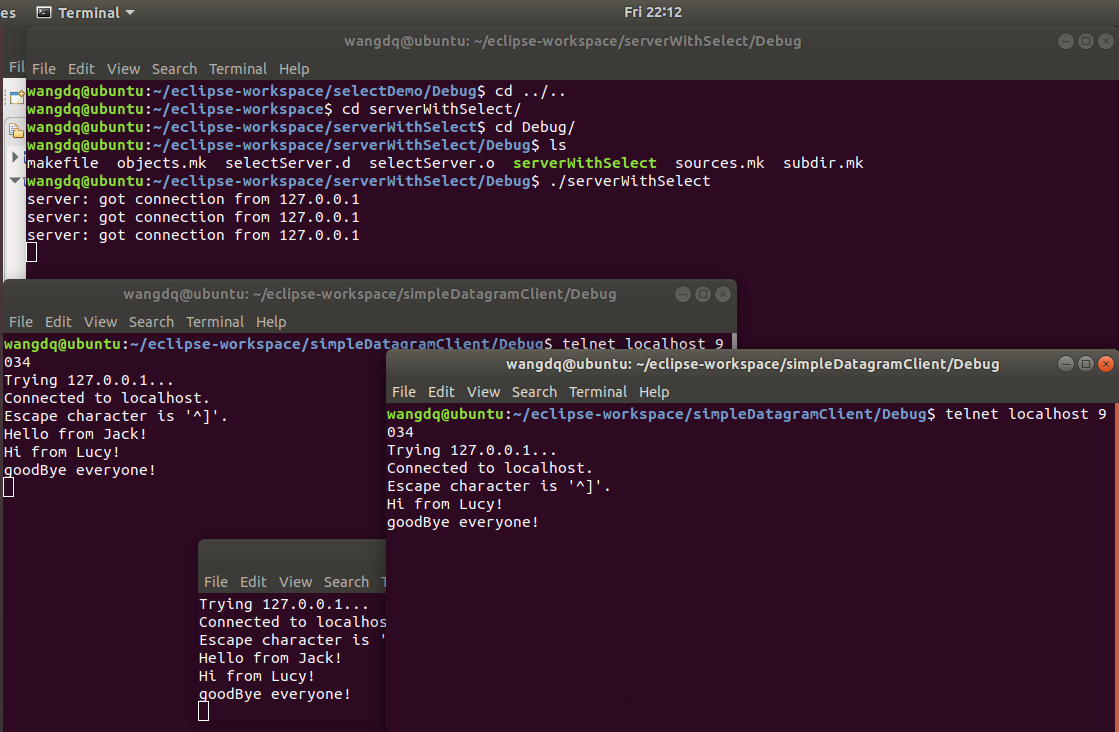 es Terminal Fri 22:12
wangdq@ubuntu: ~/eclipse-workspace/serverWithSelect/Debug
Fil File Edit View Search Terminal Help
wangdq@ubuntu:~/eclipse-workspace/selectDemo/Debug$ cd ../..
wangdq@ubuntu:~/eclipse-workspace$ cd serverWithSelect/
wangdq@ubuntu:~/eclipse-workspace/serverWithSelect$ cd Debug/
wangdq@ubuntu:~/eclipse-workspace/serverWithSelect/Debug$ ls
makefile objects.mk selectServer.d selectServer.o serverWithSelect sources.mk subdir.mk
wangdq@ubuntu:~/eclipse-workspace/serverWithSelect/Debug$ ./serverWithSelect
server: got connection from 127.0.0.1
server: got connection from 127.0.0.1
server: got connection from 127.0.0.1
wangdq@ubuntu: ~/eclipse-workspace/simpleDatagramClient/Debug
File Edit View Search Terminal Help
wangdq@ubuntu:~/eclipse-workspace/simpleDatagramClient/Debug$ telnet localhost 9
034
Trying 127.0.0.1...
Connected to localhost.
Escape character is '^]'.
Hello from Jack!
Hi from Lucy!
goodBye everyone!
wangdq@ubuntu: ~/eclipse-workspace/simpleDatagramClient/Debug
File Edit View Search Terminal Help
wangdq@ubuntu:~/eclipse-workspace/simpleDatagramClient/Debug$ telnet localhost 9
034
Trying 127.0.0.1...
Connected to localhost.
Escape character is '^]'.
Hi from Lucy!
goodBye everyone!
File Edit View Search T
Trying 127.0.0.1...
Connected to localhos
Escape character is '
Hello from Jack!
Hi from Lucy!
goodBye everyone!